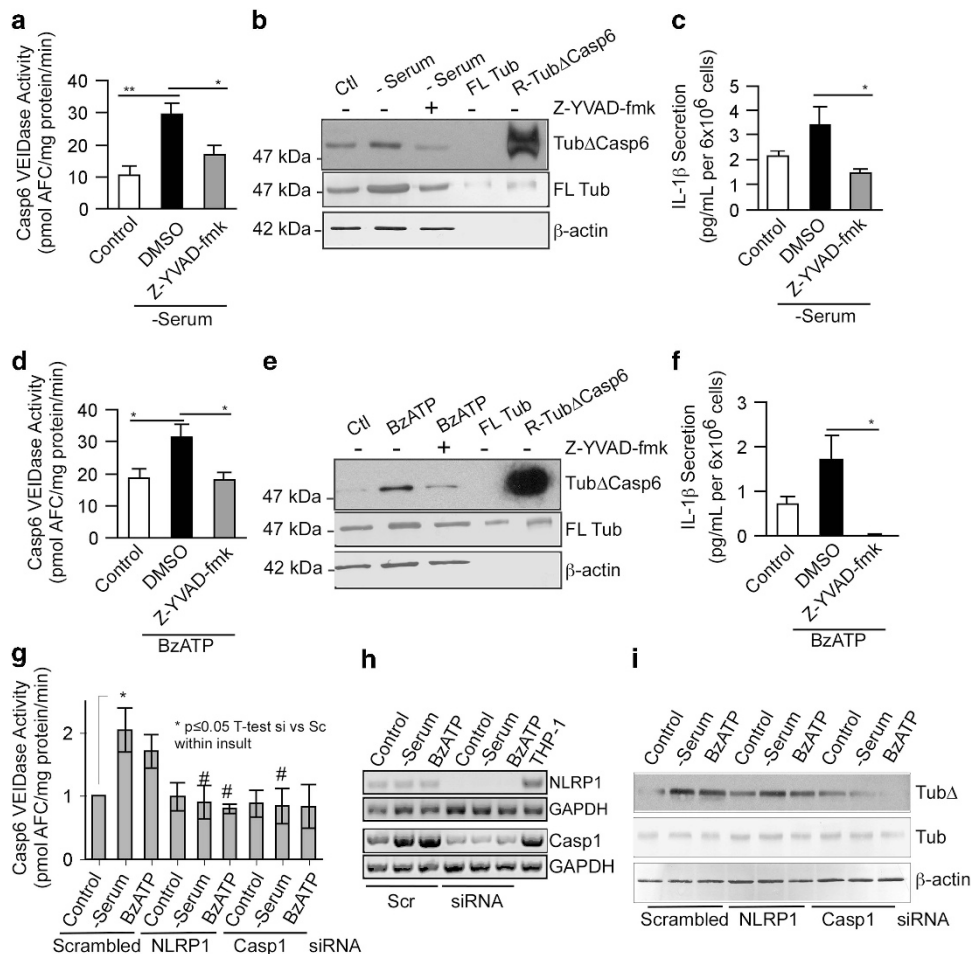 a
Casp6 VEIDase Activity
(pmol AFC/mg protein/min)
40
30
20
10
0
**
*
Control
DMSO
Z-YVAD-fmk
-Serum
b
Ctl
- Serum
- Serum
FL Tub
R-TubΔCasp6
- - + - - Z-YVAD-fmk
47 kDa
TubΔCasp6
47 kDa
FL Tub
42 kDa
β-actin
c
IL-1β Secretion
(pg/mL per 6x10⁶ cells)
5
4
3
2
1
0
*
Control
DMSO
Z-YVAD-fmk
-Serum
d
Casp6 VEIDase Activity
(pmol AFC/mg protein/min)
40
30
20
10
0
*
*
Control
DMSO
Z-YVAD-fmk
BzATP
e
Ctl
BzATP
BzATP
FL Tub
R-TubΔCasp6
- - + - - Z-YVAD-fmk
47 kDa
TubΔCasp6
47 kDa
FL Tub
42 kDa
β-actin
f
IL-1β Secretion
(pg/mL per 6x10⁶ cells)
3
2
1
0
*
Control
DMSO
Z-YVAD-fmk
BzATP
g
Casp6 VEIDase Activity
(pmol AFC/mg protein/min)
2
1
0
*
* p≤0.05 T-test si vs Sc
within insult
#
#
#
Control
-Serum
BzATP
Control
-Serum
BzATP
Control
-Serum
BzATP
Scrambled NLRP1 Casp1 siRNA
h
Control
-Serum
BzATP
Control
-Serum
BzATP
THP-1
NLRP1
GAPDH
Casp1
GAPDH
Scr siRNA
i
Control
-Serum
BzATP
Control
-Serum
BzATP
Control
-Serum
BzATP
TubΔ
Tub
β-actin
Scrambled NLRP1 Casp1 siRNA